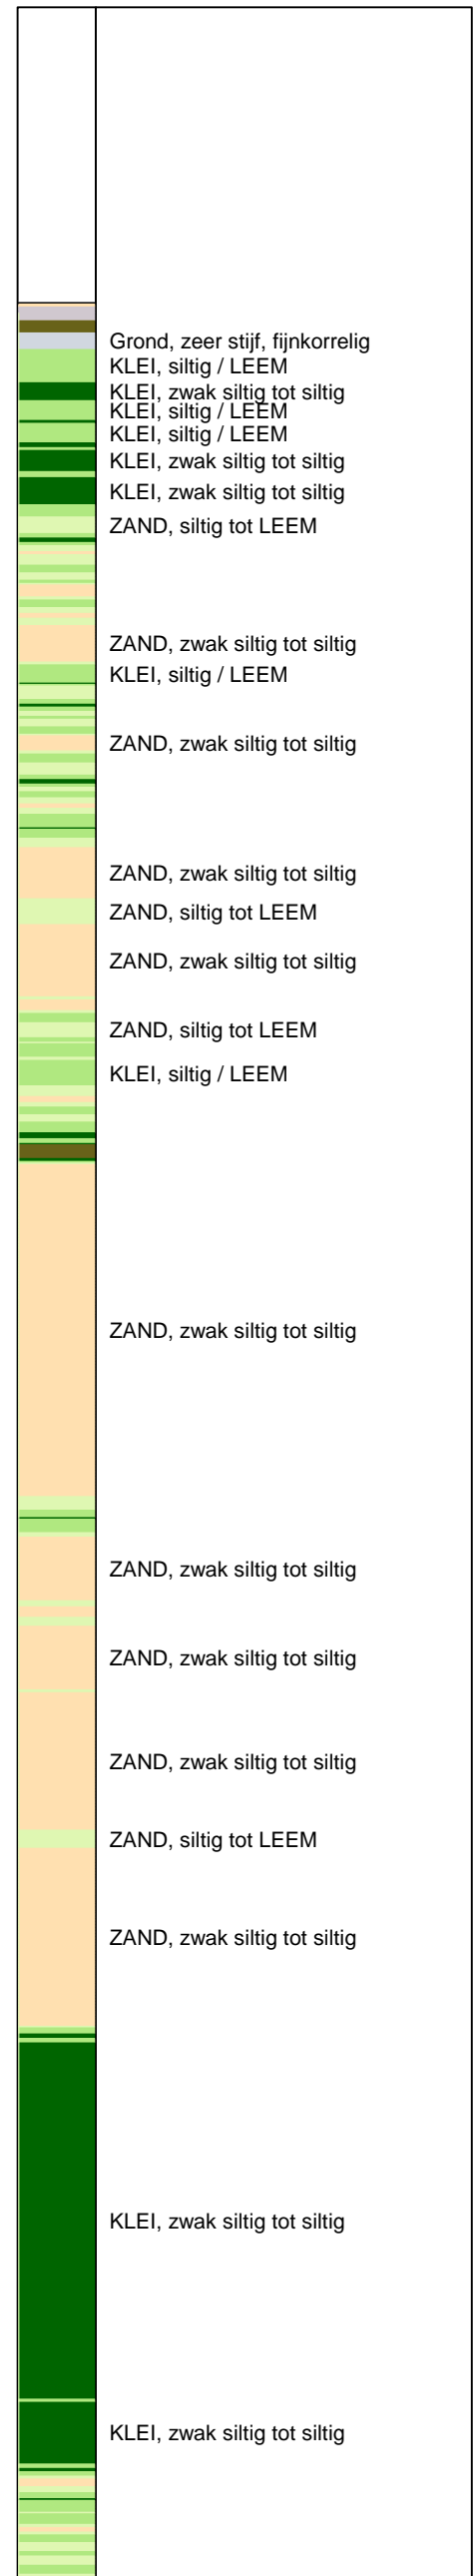 Grond, zeer stijf, fijnkorrelig
KLEI, siltig / LEEM
KLEI, zwak siltig tot siltig
KLEI, siltig / LEEM
KLEI, siltig / LEEM
KLEI, zwak siltig tot siltig
KLEI, zwak siltig tot siltig
ZAND, siltig tot LEEM
ZAND, zwak siltig tot siltig
KLEI, siltig / LEEM
ZAND, zwak siltig tot siltig
ZAND, zwak siltig tot siltig
ZAND, siltig tot LEEM
ZAND, zwak siltig tot siltig
ZAND, siltig tot LEEM
KLEI, siltig / LEEM
ZAND, zwak siltig tot siltig
ZAND, zwak siltig tot siltig
ZAND, zwak siltig tot siltig
ZAND, zwak siltig tot siltig
ZAND, siltig tot LEEM
ZAND, zwak siltig tot siltig
KLEI, zwak siltig tot siltig
KLEI, zwak siltig tot siltig